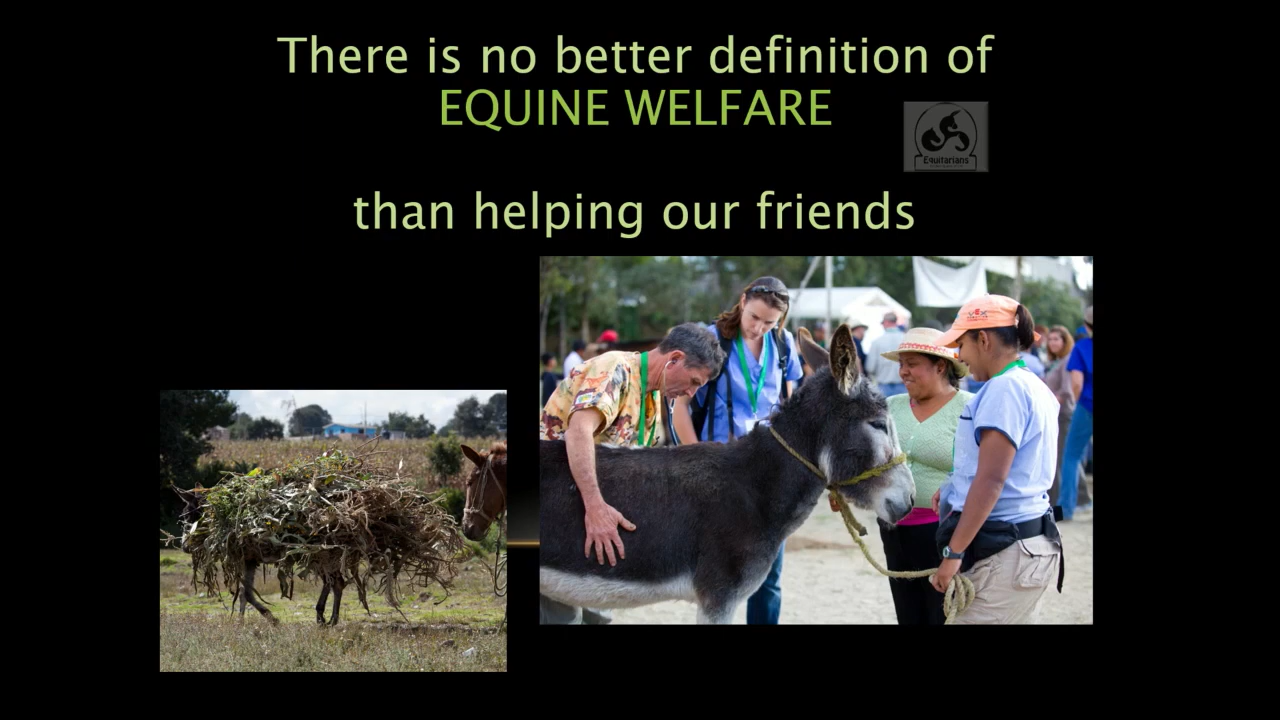 There is no better definition of
EQUINE WELFARE
Equitarians
than helping our friends